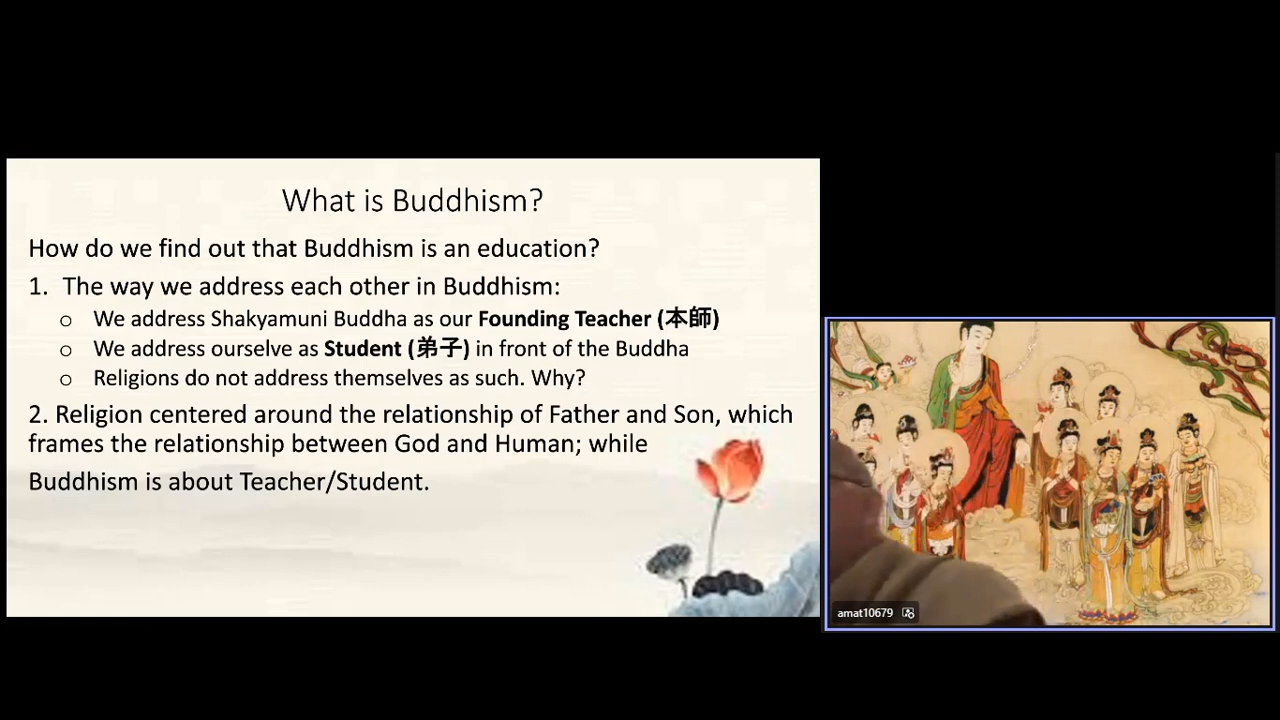 What is Buddhism?
How do we find out that Buddhism is an education?
1. The way we address each other in Buddhism:
o We address Shakyamuni Buddha as our Founding Teacher (本師)
o We address ourselve as Student (弟子) in front of the Buddha
o Religions do not address themselves as such. Why?
2. Religion centered around the relationship of Father and Son, which
frames the relationship between God and Human; while
Buddhism is about Teacher/Student.
amat10679